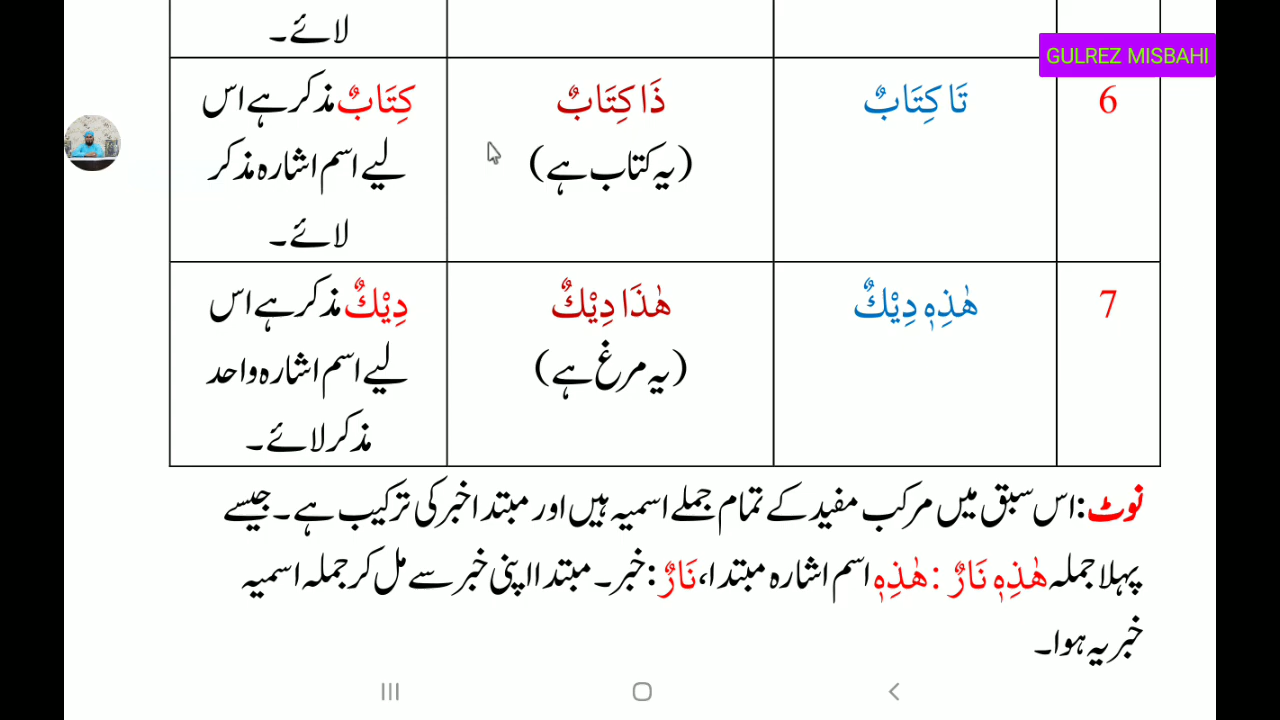 لائے۔
GULREZ MISBAHI
6
تَا كِتَابٌ
ذَا كِتَابٌ
(یہ کتاب ہے)
كِتَابٌ مذکر ہے اس
لیے اسم اشارہ مذکر
لائے۔
7
هٰذِهٖ دِيْكٌ
هٰذَا دِيْكٌ
(یہ مرغ ہے)
دِيْكٌ مذکر ہے اس
لیے اسم اشارہ واحد
مذکر لائے۔
نوٹ: اس سبق میں مرکب مفید کے تمام جملے اسمیہ ہیں اور مبتدا خبر کی ترکیب ہے۔ جیسے
پہلا جملہ هٰذِهٖ نَارٌ : هٰذِهٖ اسم اشارہ مبتدا، نَارٌ: خبر۔ مبتدا اپنی خبر سے مل کر جملہ اسمیہ
خبریہ ہوا۔